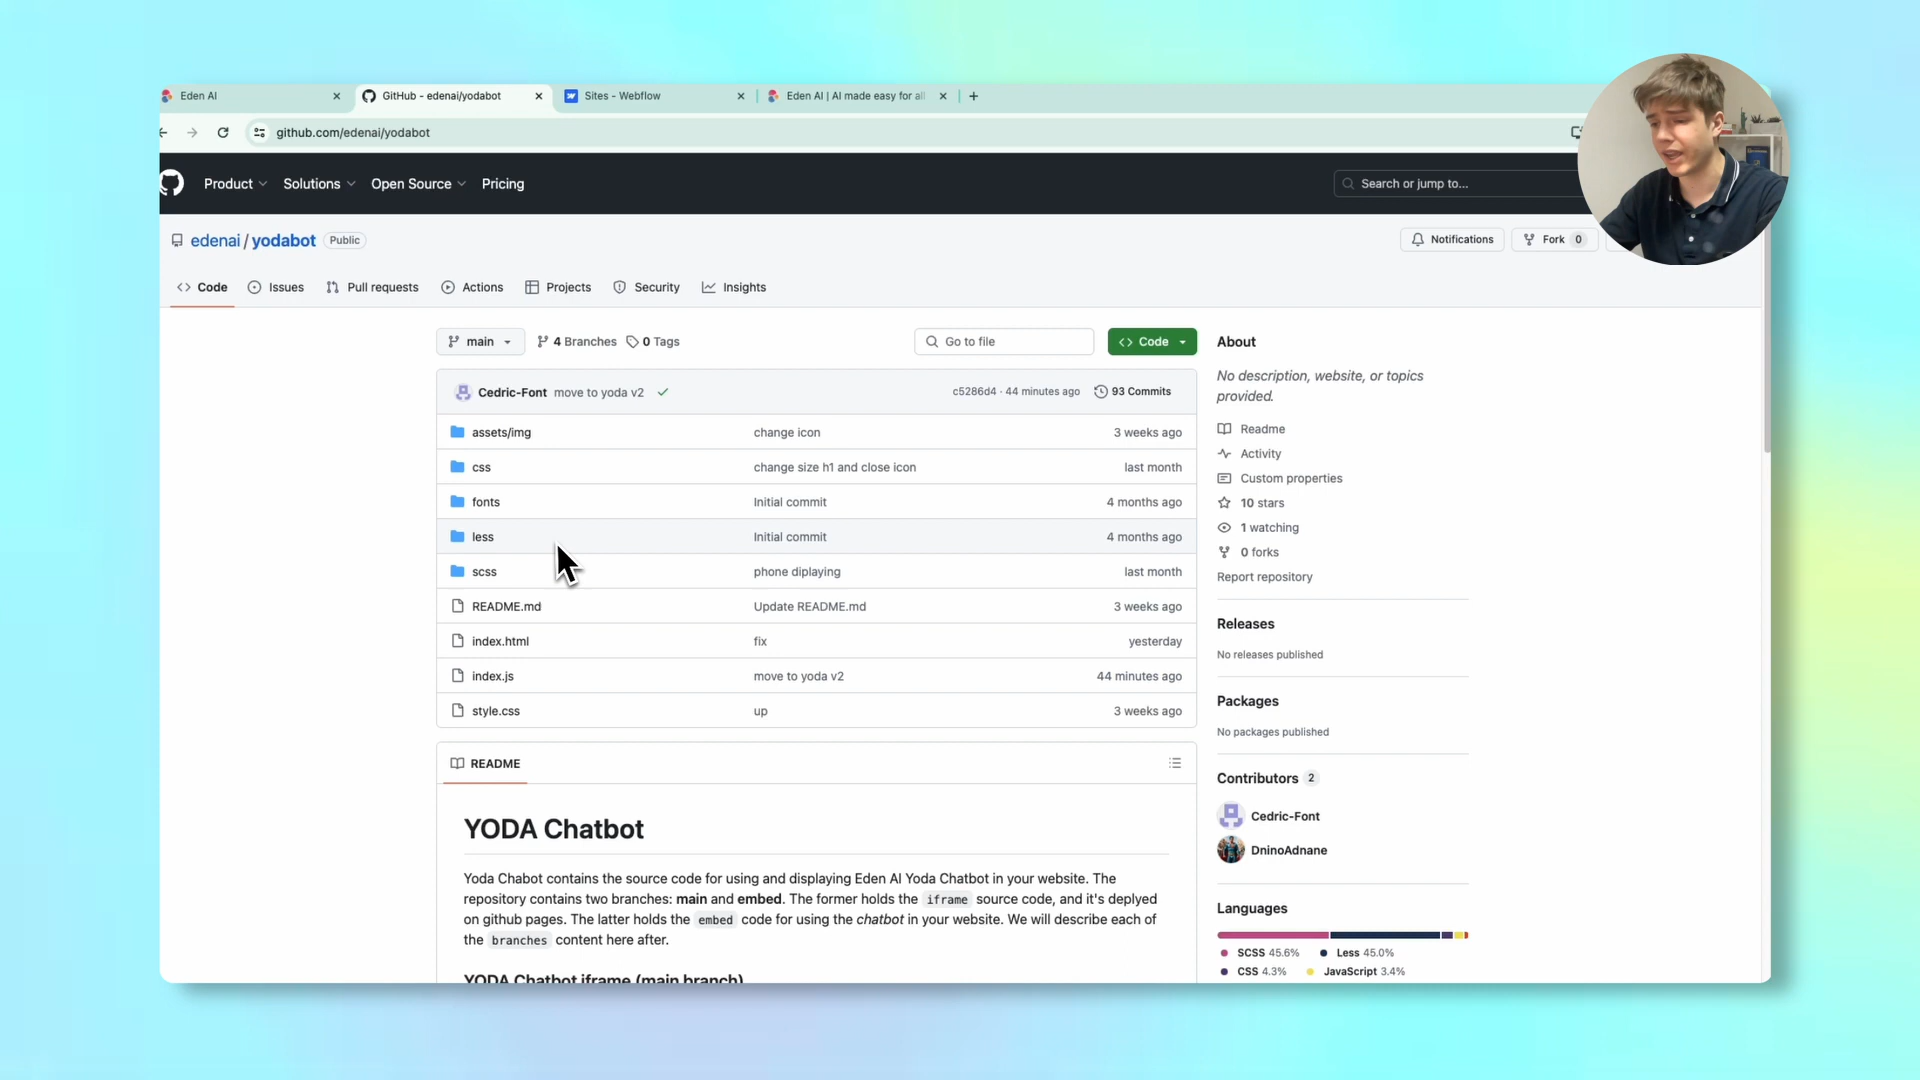 Eden AI
GitHub - edenai/yodabot
Sites - Webflow
Eden AI | AI made easy for all
github.com/edenai/yodabot
Product
Solutions
Open Source
Pricing
Search or jump to...
edenai / yodabot Public
Notifications
Fork 0
Code
Issues
Pull requests
Actions
Projects
Security
Insights
main
4 Branches
0 Tags
Go to file
Code
Cedric-Font move to yoda v2
c5286d4 · 44 minutes ago
93 Commits
assets/img change icon 3 weeks ago
css change size h1 and close icon last month
fonts Initial commit 4 months ago
less Initial commit 4 months ago
scss phone diplaying last month
README.md Update README.md 3 weeks ago
index.html fix yesterday
index.js move to yoda v2 44 minutes ago
style.css up 3 weeks ago
README
YODA Chatbot
Yoda Chabot contains the source code for using and displaying Eden AI Yoda Chatbot in your website. The
repository contains two branches: main and embed. The former holds the iframe source code, and it's deplyed
on github pages. The latter holds the embed code for using the chatbot in your website. We will describe each of
the branches content here after.
YODA Chatbot iframe (main branch)
About
No description, website, or topics
provided.
Readme
Activity
Custom properties
10 stars
1 watching
0 forks
Report repository
Releases
No releases published
Packages
No packages published
Contributors 2
Cedric-Font
DninoAdnane
Languages
SCSS 45.6%
Less 45.0%
CSS 4.3%
JavaScript 3.4%